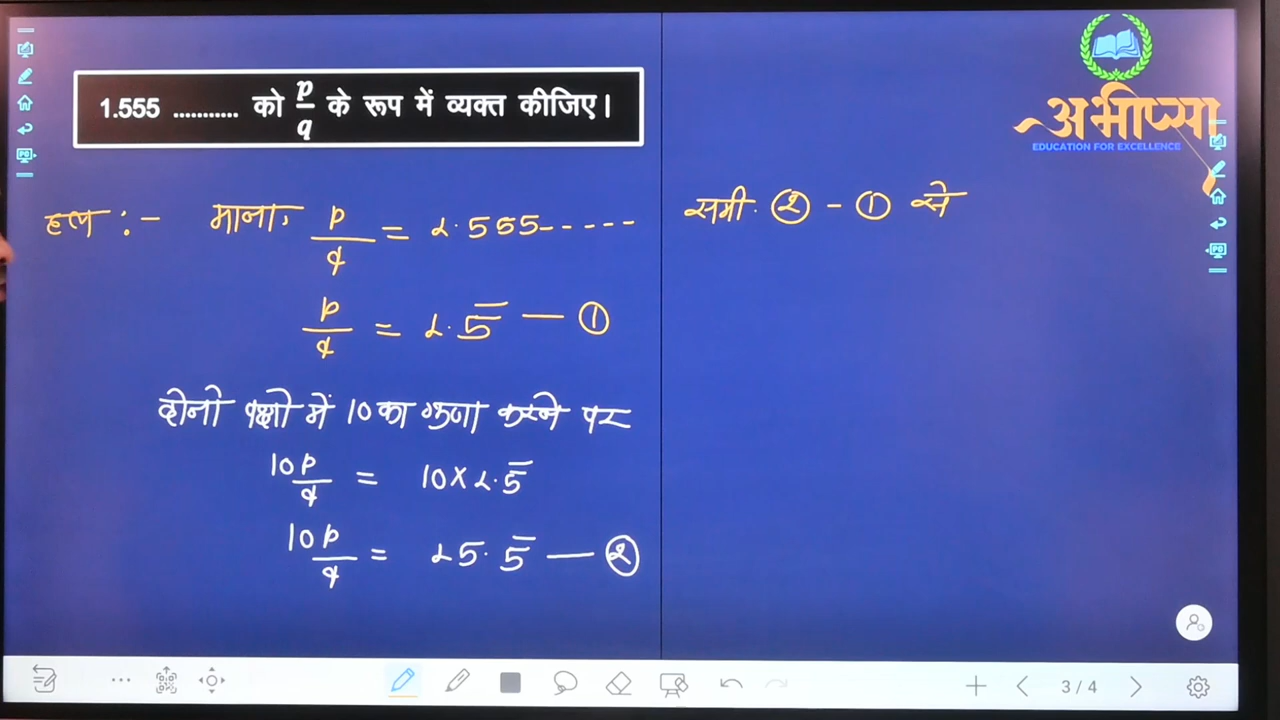 1.555 ........... को p/q के रूप में व्यक्त कीजिए।
अभीप्सा
EDUCATION FOR EXCELLENCE
हल :- माना, p/q = 1.555-----
p/q = 1.5̅ — ①
दोनो पक्षो में 10 का गुणा करने पर
10p/q = 10×1.5̅
10p/q = 15.5̅ — ②
समी. ② - ① से
3 / 4